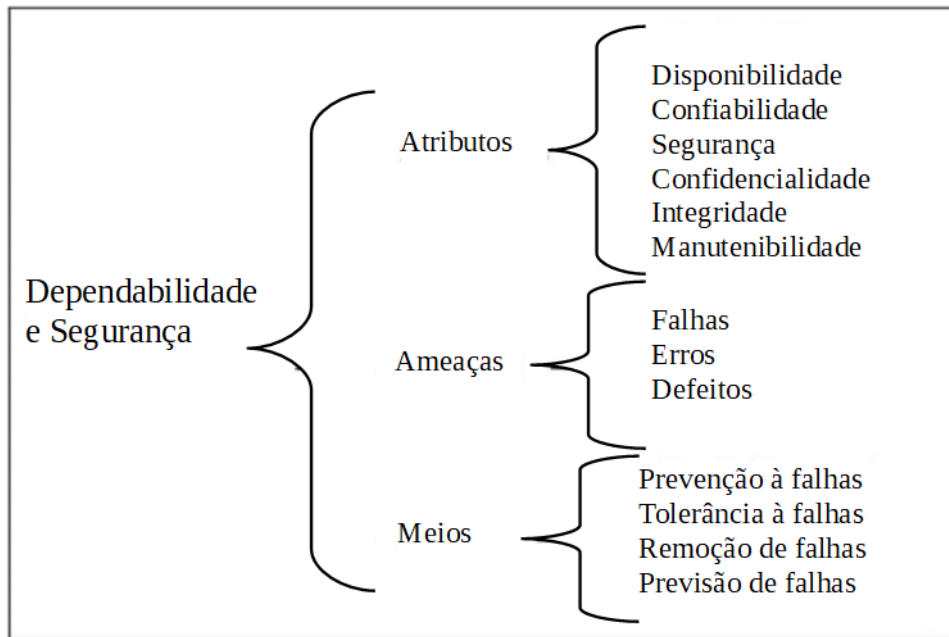 Dependabilidade
e Segurança
Atributos
Disponibilidade
Confiabilidade
Segurança
Confidencialidade
Integridade
Manutenibilidade
Ameaças
Falhas
Erros
Defeitos
Meios
Prevenção à falhas
Tolerância à falhas
Remoção de falhas
Previsão de falhas